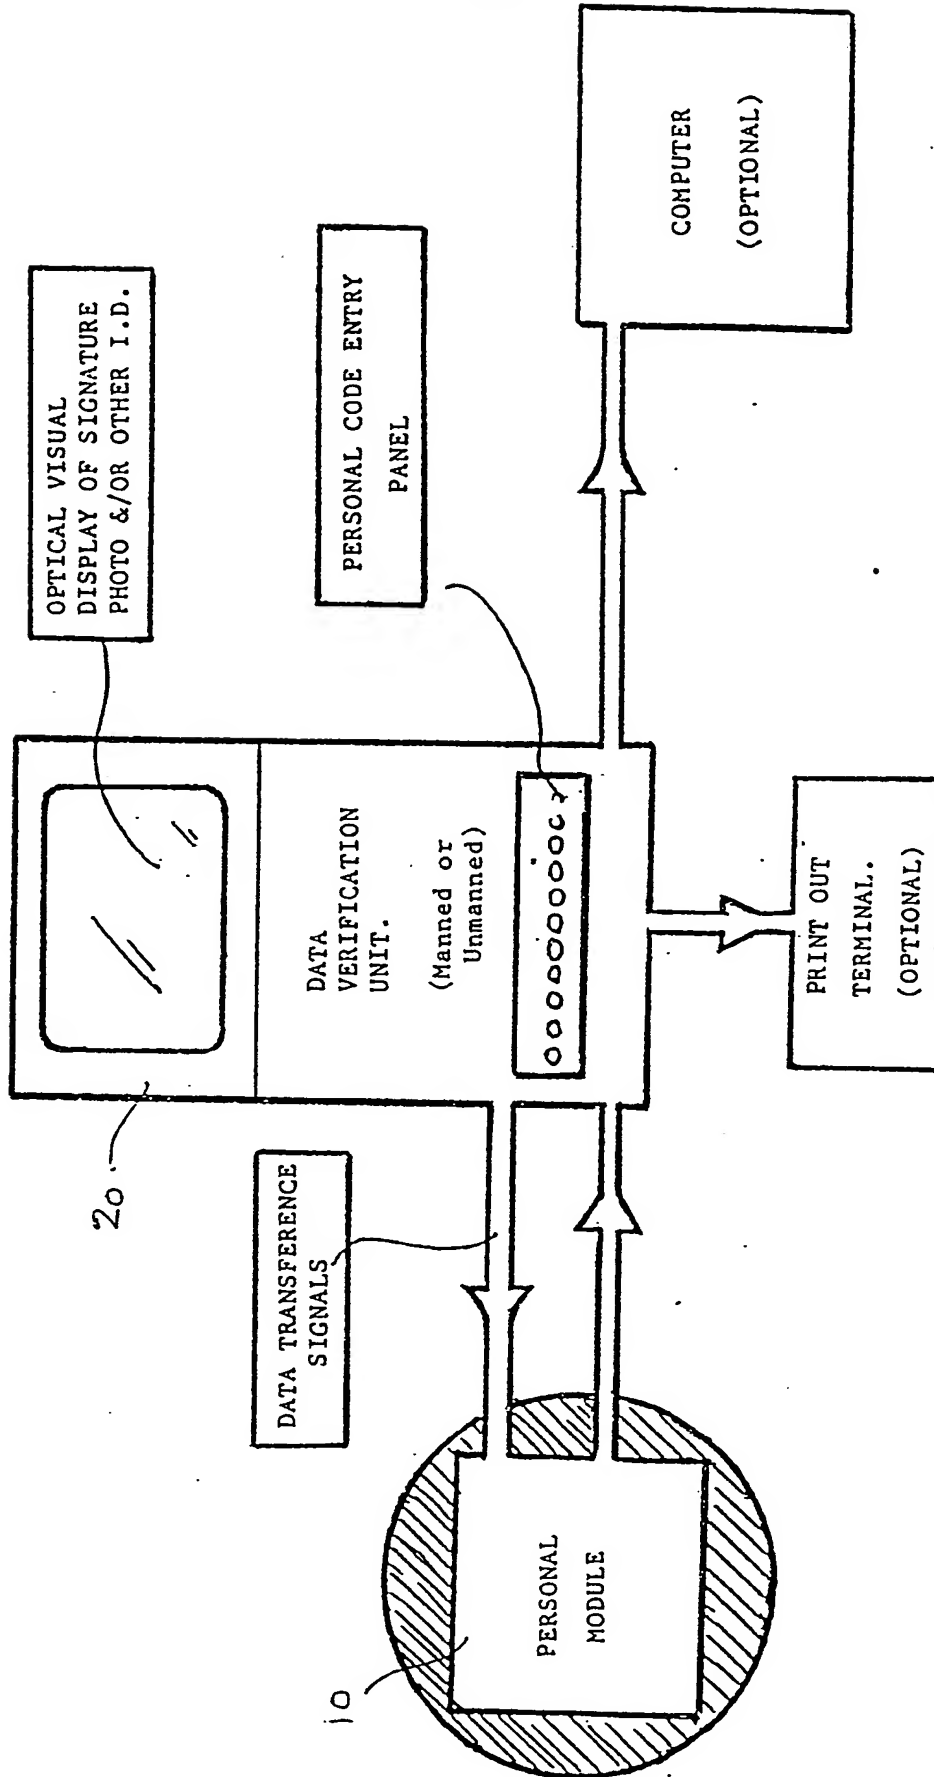 OPTICAL VISUAL
DISPLAY OF SIGNATURE
PHOTO &/OR OTHER I.D.
20
DATA TRANSFERENCE
SIGNALS
DATA
VERIFICATION
UNIT.
(Manned or
Unmanned)
PERSONAL CODE ENTRY
PANEL
10
PERSONAL
MODULE
PRINT OUT
TERMINAL.
(OPTIONAL)
COMPUTER
(OPTIONAL)